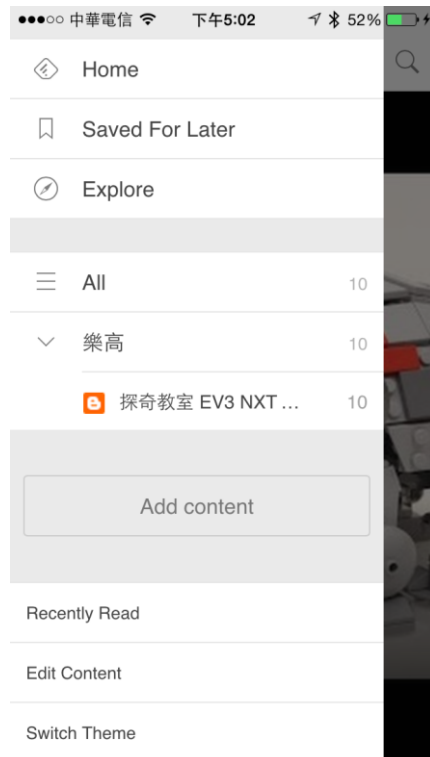 中華電信 下午5:02 52%
Home
Saved For Later
Explore
All 10
樂高 10
探奇教室 EV3 NXT ... 10
Add content
Recently Read
Edit Content
Switch Theme